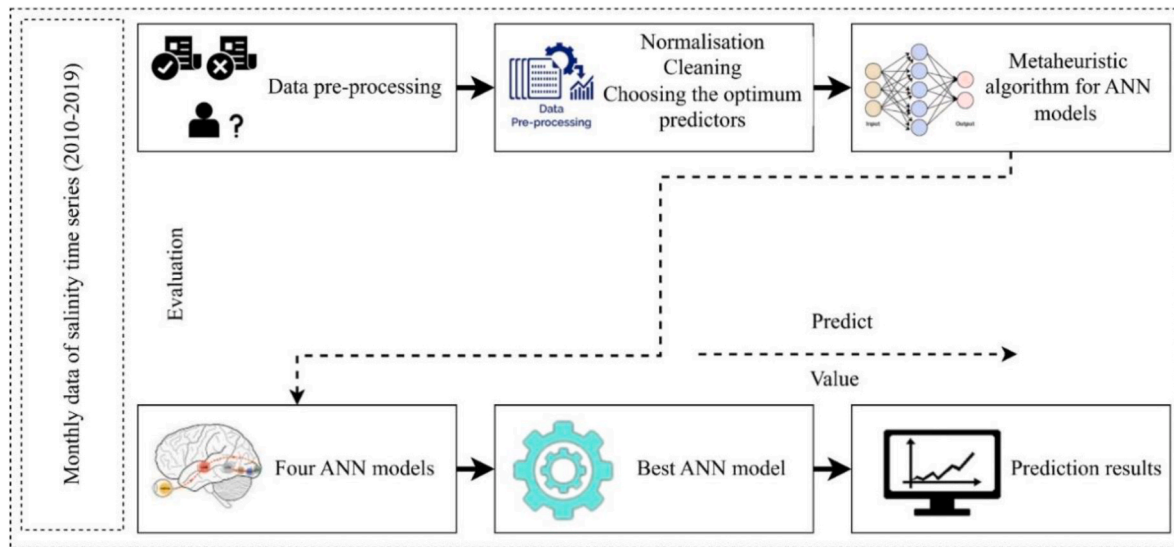 Monthly data of salinity time series (2010-2019)
Data pre-processing
?
Data
Pre-processing
Normalisation
Cleaning
Choosing the optimum
predictors
Input
Output
Metaheuristic
algorithm for ANN
models
Evaluation
Predict
Value
Four ANN models
Best ANN model
Prediction results